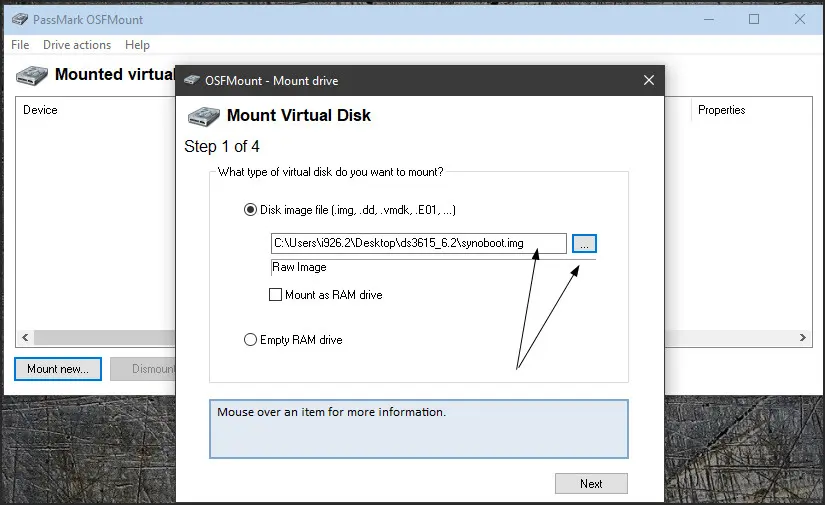 PassMark OSFMount
File Drive actions Help
Mounted virtua
Device
Properties
Mount new...
Dismount
OSFMount - Mount drive
Mount Virtual Disk
Step 1 of 4
What type of virtual disk do you want to mount?
Disk image file (.img, .dd, .vmdk, .E01, ...)
C:\Users\i926.2\Desktop\ds3615_6.2\synoboot.img
...
Raw Image
Mount as RAM drive
Empty RAM drive
Mouse over an item for more information.
Next